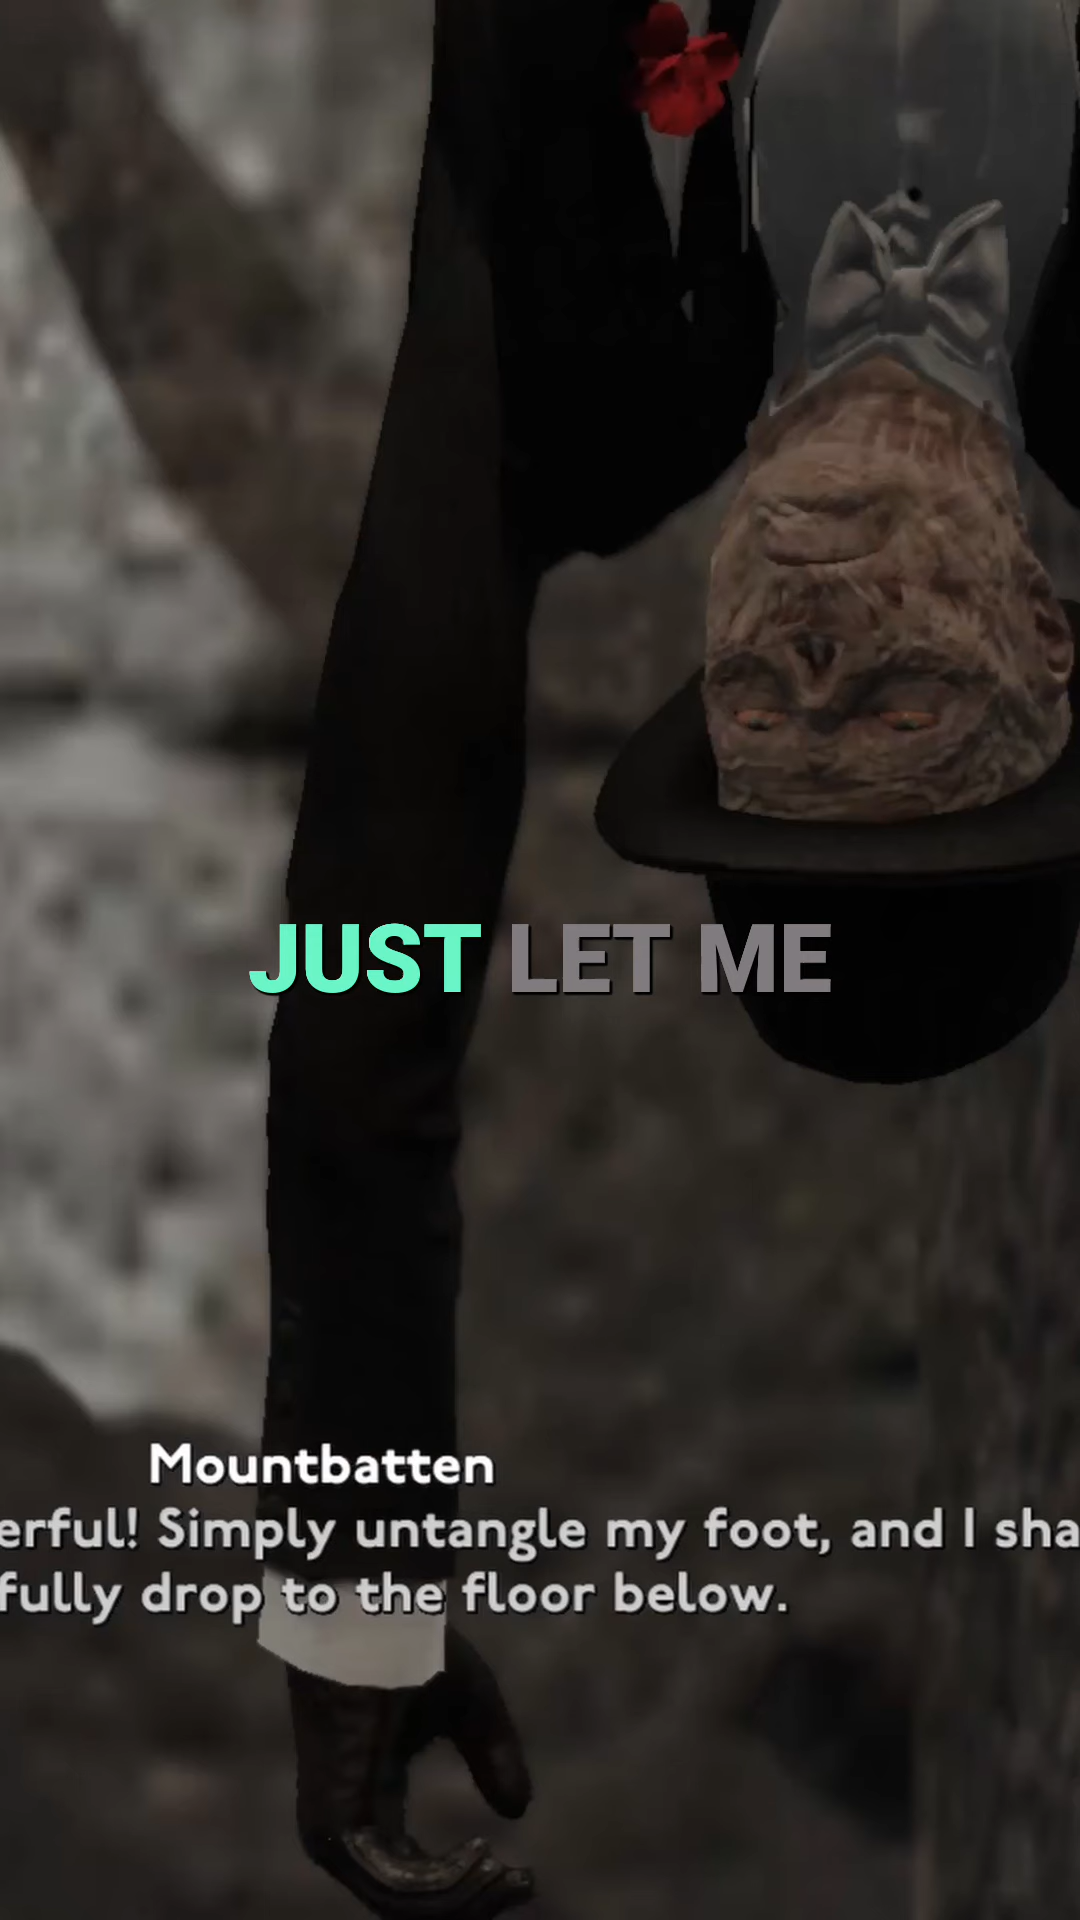 JUST LET ME
Mountbatten
erful! Simply untangle my foot, and I sha
fully drop to the floor below.